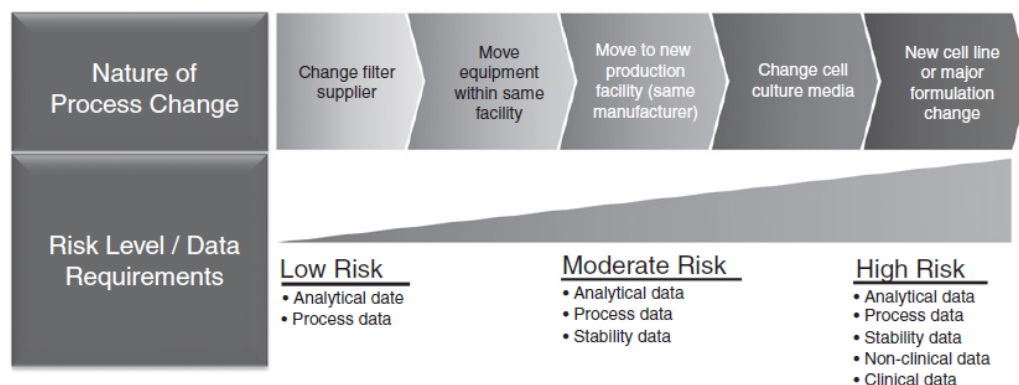 Nature of
Process Change
Change filter
supplier
Move
equipment
within same
facility
Move to new
production
facility (same
manufacturer)
Change cell
culture media
New cell line
or major
formulation
change
Risk Level / Data
Requirements
Low Risk
• Analytical date
• Process data
Moderate Risk
• Analytical data
• Process data
• Stability data
High Risk
• Analytical data
• Process data
• Stability data
• Non-clinical data
• Clinical data